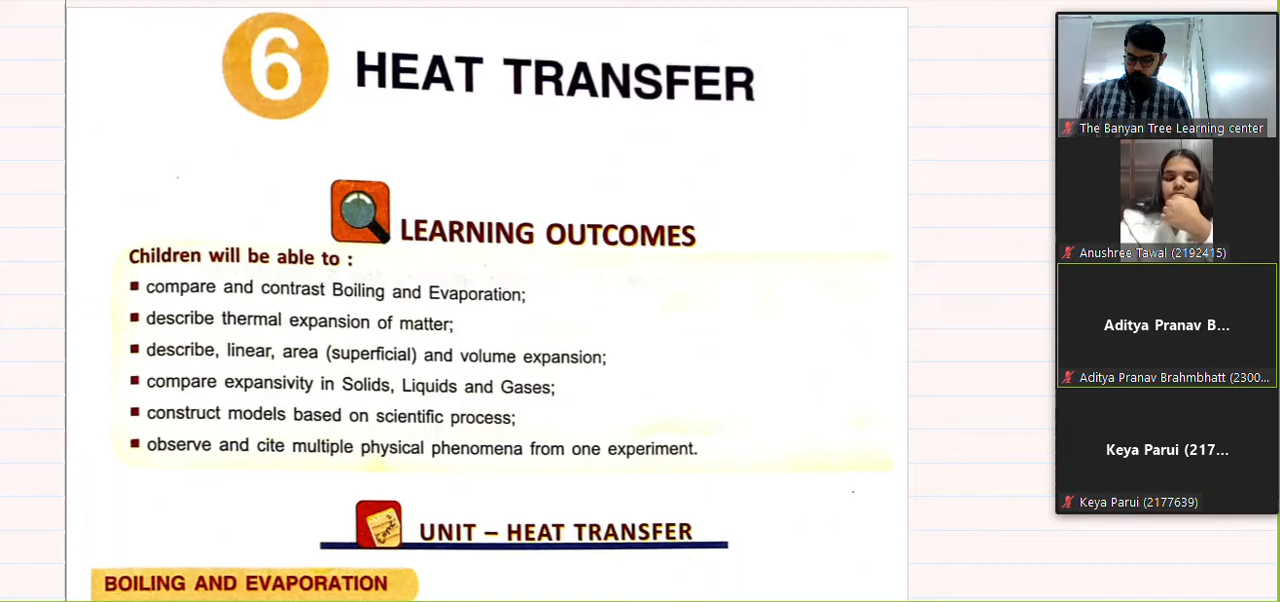 6 HEAT TRANSFER
LEARNING OUTCOMES
Children will be able to :
▪ compare and contrast Boiling and Evaporation;
▪ describe thermal expansion of matter;
▪ describe, linear, area (superficial) and volume expansion;
▪ compare expansivity in Solids, Liquids and Gases;
▪ construct models based on scientific process;
▪ observe and cite multiple physical phenomena from one experiment.
UNIT – HEAT TRANSFER
BOILING AND EVAPORATION
The Banyan Tree Learning center
Anushree Tawal (2192415)
Aditya Pranav B...
Aditya Pranav Brahmbhatt (2300...
Keya Parui (217...
Keya Parui (2177639)